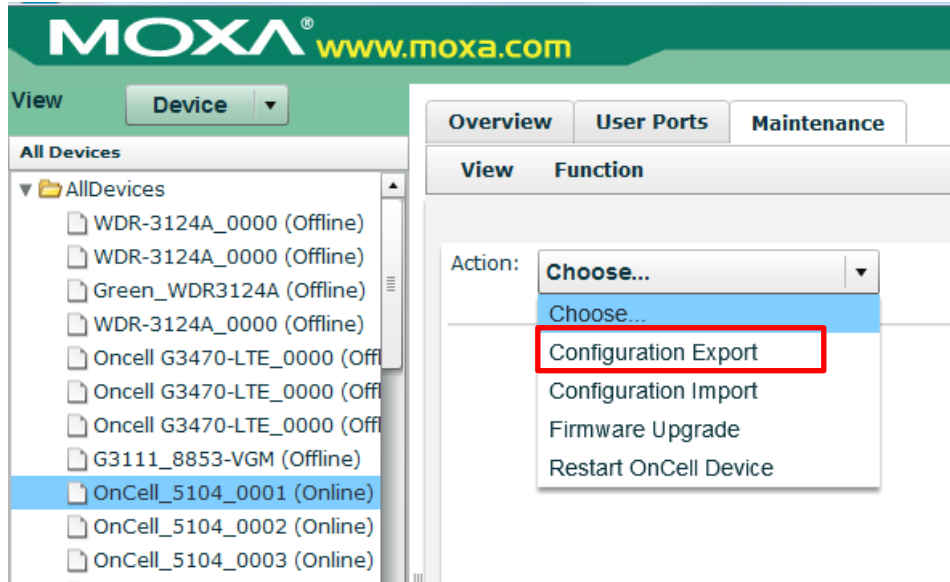 MOXA® www.moxa.com
View Device
All Devices
AllDevices
WDR-3124A_0000 (Offline)
WDR-3124A_0000 (Offline)
Green_WDR3124A (Offline)
WDR-3124A_0000 (Offline)
Oncell G3470-LTE_0000 (Offl
Oncell G3470-LTE_0000 (Offl
Oncell G3470-LTE_0000 (Offl
G3111_8853-VGM (Offline)
OnCell_5104_0001 (Online)
OnCell_5104_0002 (Online)
OnCell_5104_0003 (Online)
Overview User Ports Maintenance
View Function
Action: Choose...
Choose...
Configuration Export
Configuration Import
Firmware Upgrade
Restart OnCell Device